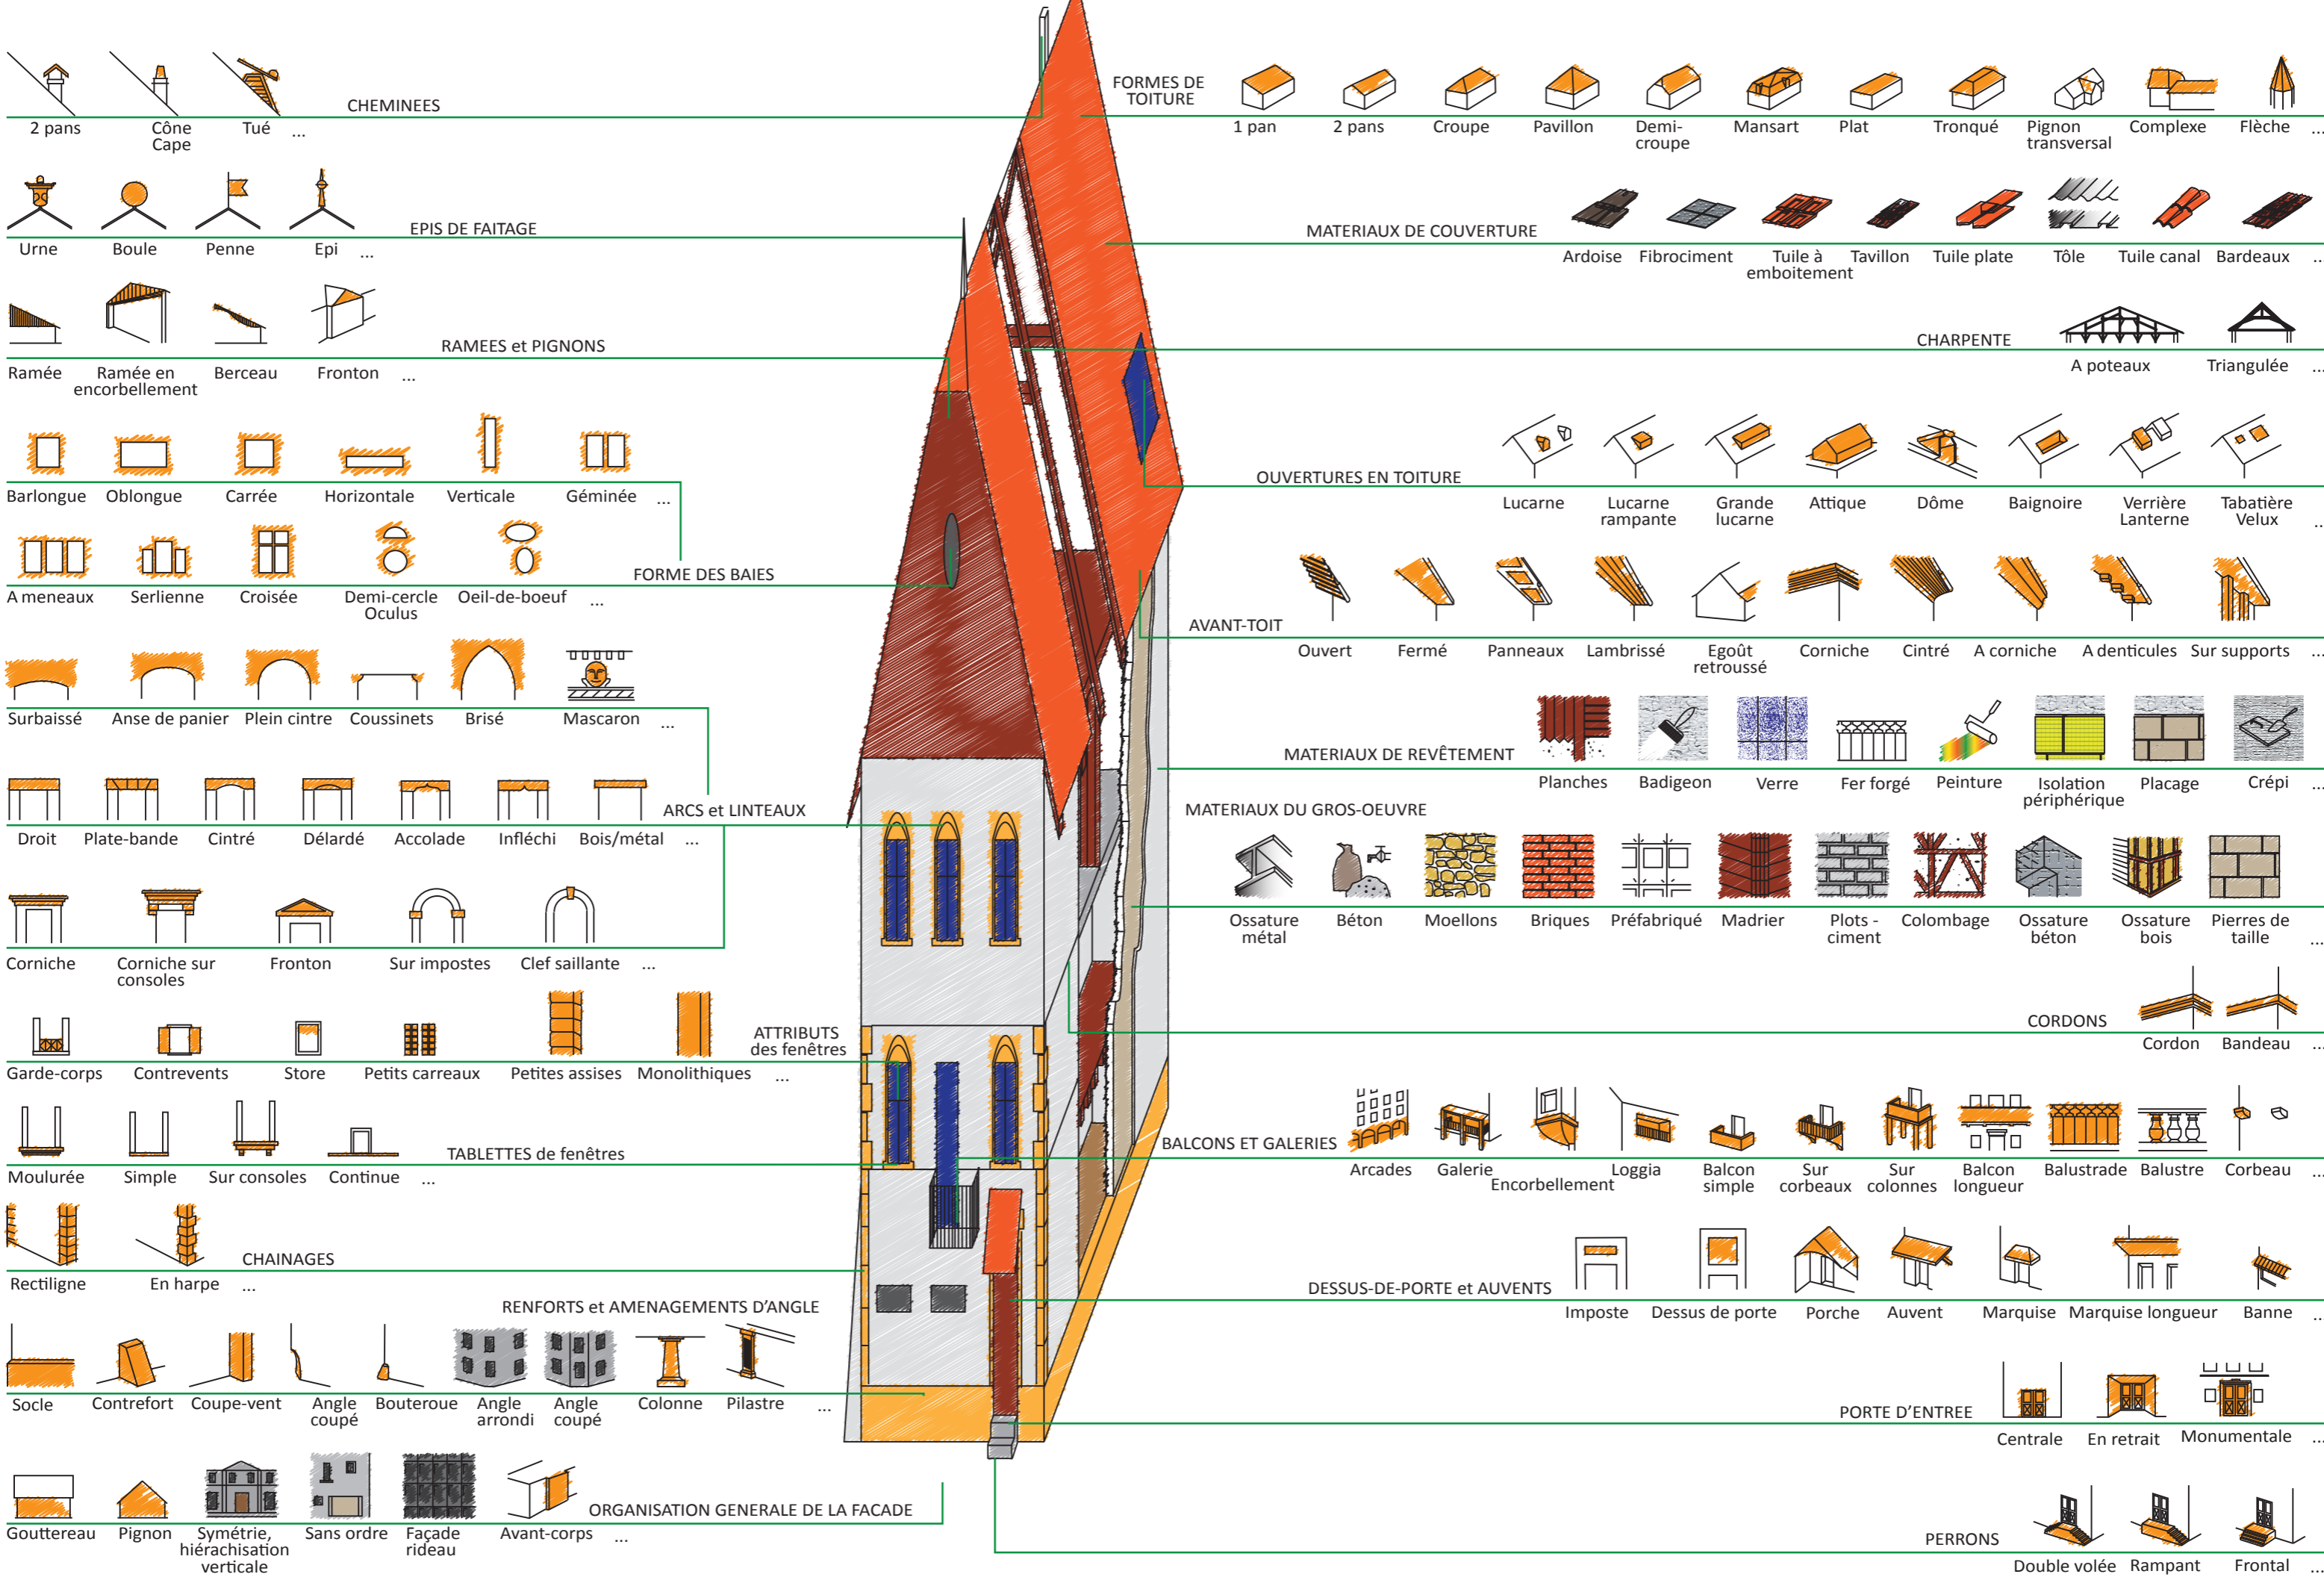 CHEMINEES
2 pans
Cône
Cape
Tué
...
EPIS DE FAITAGE
Urne
Boule
Penne
Epi
...
RAMEES et PIGNONS
Ramée
Ramée en
encorbellement
Berceau
Fronton
...
Barlongue
Oblongue
Carrée
Horizontale
Verticale
Géminée
...
FORME DES BAIES
A meneaux
Serlienne
Croisée
Demi-cercle
Oculus
Oeil-de-boeuf
...
Surbaissé
Anse de panier
Plein cintre
Coussinets
Brisé
Mascaron
...
ARCS et LINTEAUX
Droit
Plate-bande
Cintré
Délardé
Accolade
Infléchi
Bois/métal
...
Corniche
Corniche sur
consoles
Fronton
Sur impostes
Clef saillante
...
ATTRIBUTS
des fenêtres
Garde-corps
Contrevents
Store
Petits carreaux
Petites assises
Monolithiques
...
TABLETTES de fenêtres
Moulurée
Simple
Sur consoles
Continue
...
CHAINAGES
Rectiligne
En harpe
...
RENFORTS et AMENAGEMENTS D'ANGLE
Socle
Contrefort
Coupe-vent
Angle
coupé
Bouteroue
Angle
arrondi
Angle
coupé
Colonne
Pilastre
...
ORGANISATION GENERALE DE LA FACADE
Gouttereau
Pignon
Symétrie,
hiérachisation
verticale
Sans ordre
Façade
rideau
Avant-corps
...
FORMES DE
TOITURE
1 pan
2 pans
Croupe
Pavillon
Demi-
croupe
Mansart
Plat
Tronqué
Pignon
transversal
Complexe
Flèche
...
MATERIAUX DE COUVERTURE
Ardoise
Fibrociment
Tuile à
emboitement
Tavillon
Tuile plate
Tôle
Tuile canal
Bardeaux
...
CHARPENTE
A poteaux
Triangulée
...
OUVERTURES EN TOITURE
Lucarne
Lucarne
rampante
Grande
lucarne
Attique
Dôme
Baignoire
Verrière
Lanterne
Tabatière
Velux
...
AVANT-TOIT
Ouvert
Fermé
Panneaux
Lambrissé
Egoût
retroussé
Corniche
Cintré
A corniche
A denticules
Sur supports
...
MATERIAUX DE REVÊTEMENT
Planches
Badigeon
Verre
Fer forgé
Peinture
Isolation
périphérique
Placage
Crépi
...
MATERIAUX DU GROS-OEUVRE
Ossature
métal
Béton
Moellons
Briques
Préfabriqué
Madrier
Plots -
ciment
Colombage
Ossature
béton
Ossature
bois
Pierres de
taille
...
CORDONS
Cordon
Bandeau
...
BALCONS ET GALERIES
Arcades
Galerie
Encorbellement
Loggia
Balcon
simple
Sur
corbeaux
Sur
colonnes
Balcon
longueur
Balustrade
Balustre
Corbeau
...
DESSUS-DE-PORTE et AUVENTS
Imposte
Dessus de porte
Porche
Auvent
Marquise
Marquise longueur
Banne
...
PORTE D'ENTREE
Centrale
En retrait
Monumentale
...
PERRONS
Double volée
Rampant
Frontal
...